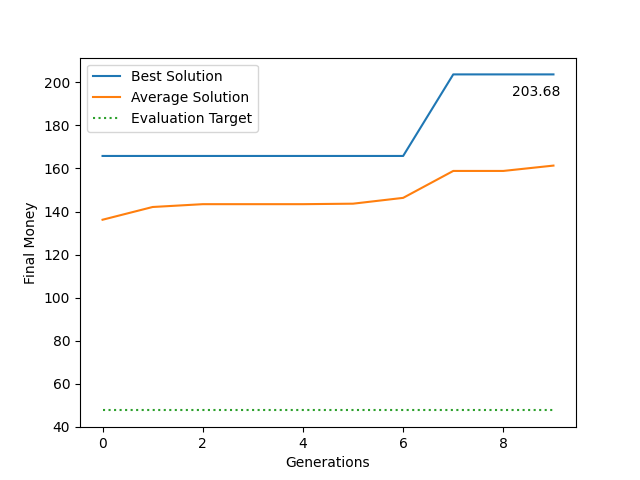 Best Solution
Average Solution
Evaluation Target
203.68
200
180
160
140
120
100
80
60
40
Final Money
0 2 4 6 8
Generations